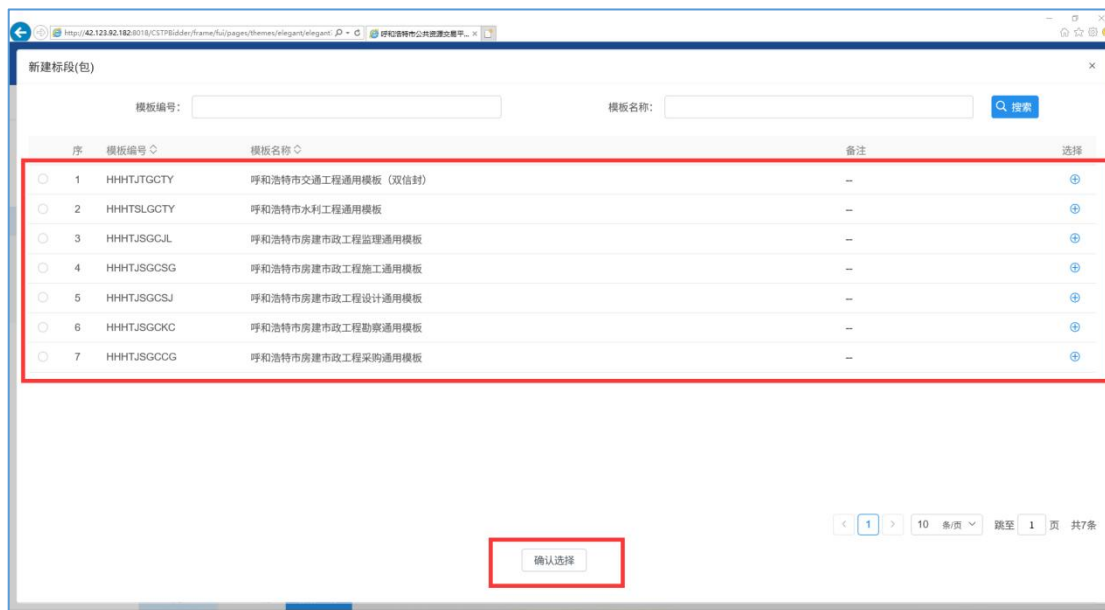 http://42.123.92.182:8018/CSTPBidder/frame/fui/pages/themes/elegant/elegant 呼和浩特市公共资源交易平...
新建标段(包)
模板编号： 模板名称： 搜索
序 模板编号 模板名称 备注 选择
1 HHHTJTGCTY 呼和浩特市交通工程通用模板（双信封） --
2 HHHTSLGCTY 呼和浩特市水利工程通用模板 --
3 HHHTJSGCJL 呼和浩特市房建市政工程监理通用模板 --
4 HHHTJSGCSG 呼和浩特市房建市政工程施工通用模板 --
5 HHHTJSGCSJ 呼和浩特市房建市政工程设计通用模板 --
6 HHHTJSGCKC 呼和浩特市房建市政工程勘察通用模板 --
7 HHHTJSGCCG 呼和浩特市房建市政工程采购通用模板 --
1 10 条/页 跳至 1 页 共7条
确认选择